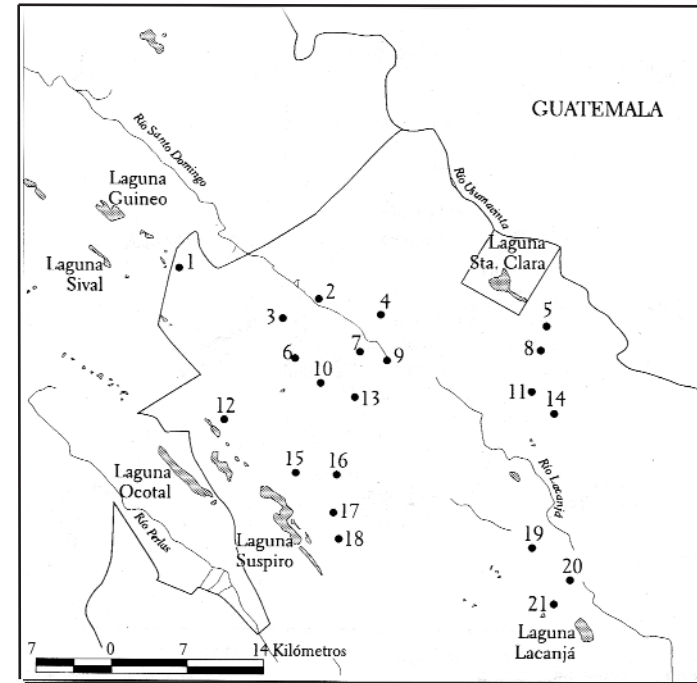 GUATEMALA
Río Santo Domingo
Laguna
Guineo
Río Usumacinta
Laguna
Sta. Clara
Laguna
Sival
1
2
3
4
5
6
7
8
9
10
11
12
13
14
15
16
Laguna
Ocotal
Río Lacanjá
17
Río Perlas
Laguna
Suspiro
18
19
20
21
Laguna
Lacanjá
7 0 7 14 Kilómetros